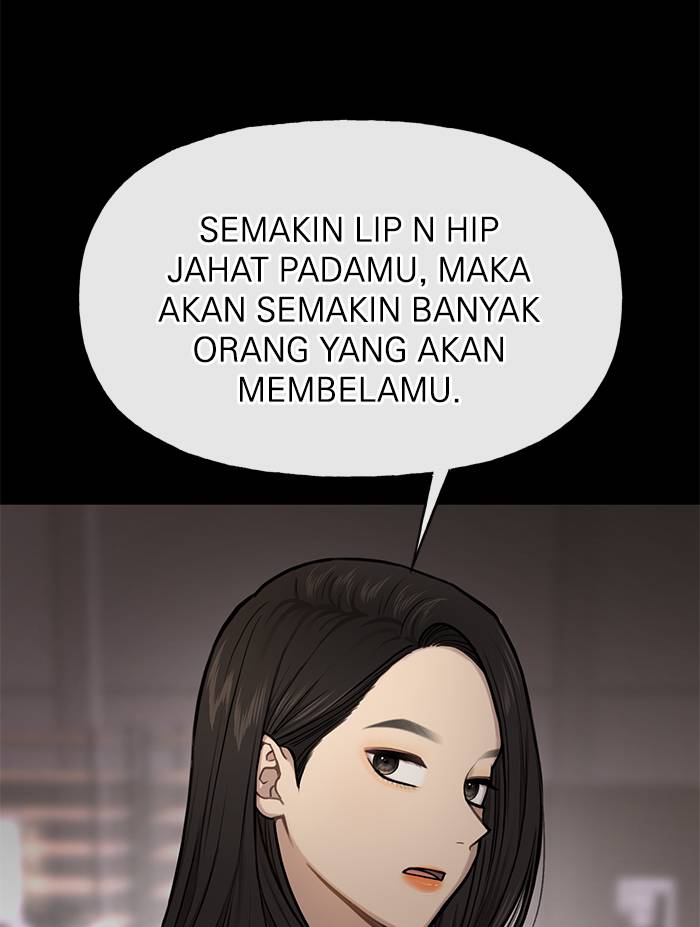 SEMAKIN LIP N HIP
JAHAT PADAMU, MAKA
AKAN SEMAKIN BANYAK
ORANG YANG AKAN
MEMBELAMU.